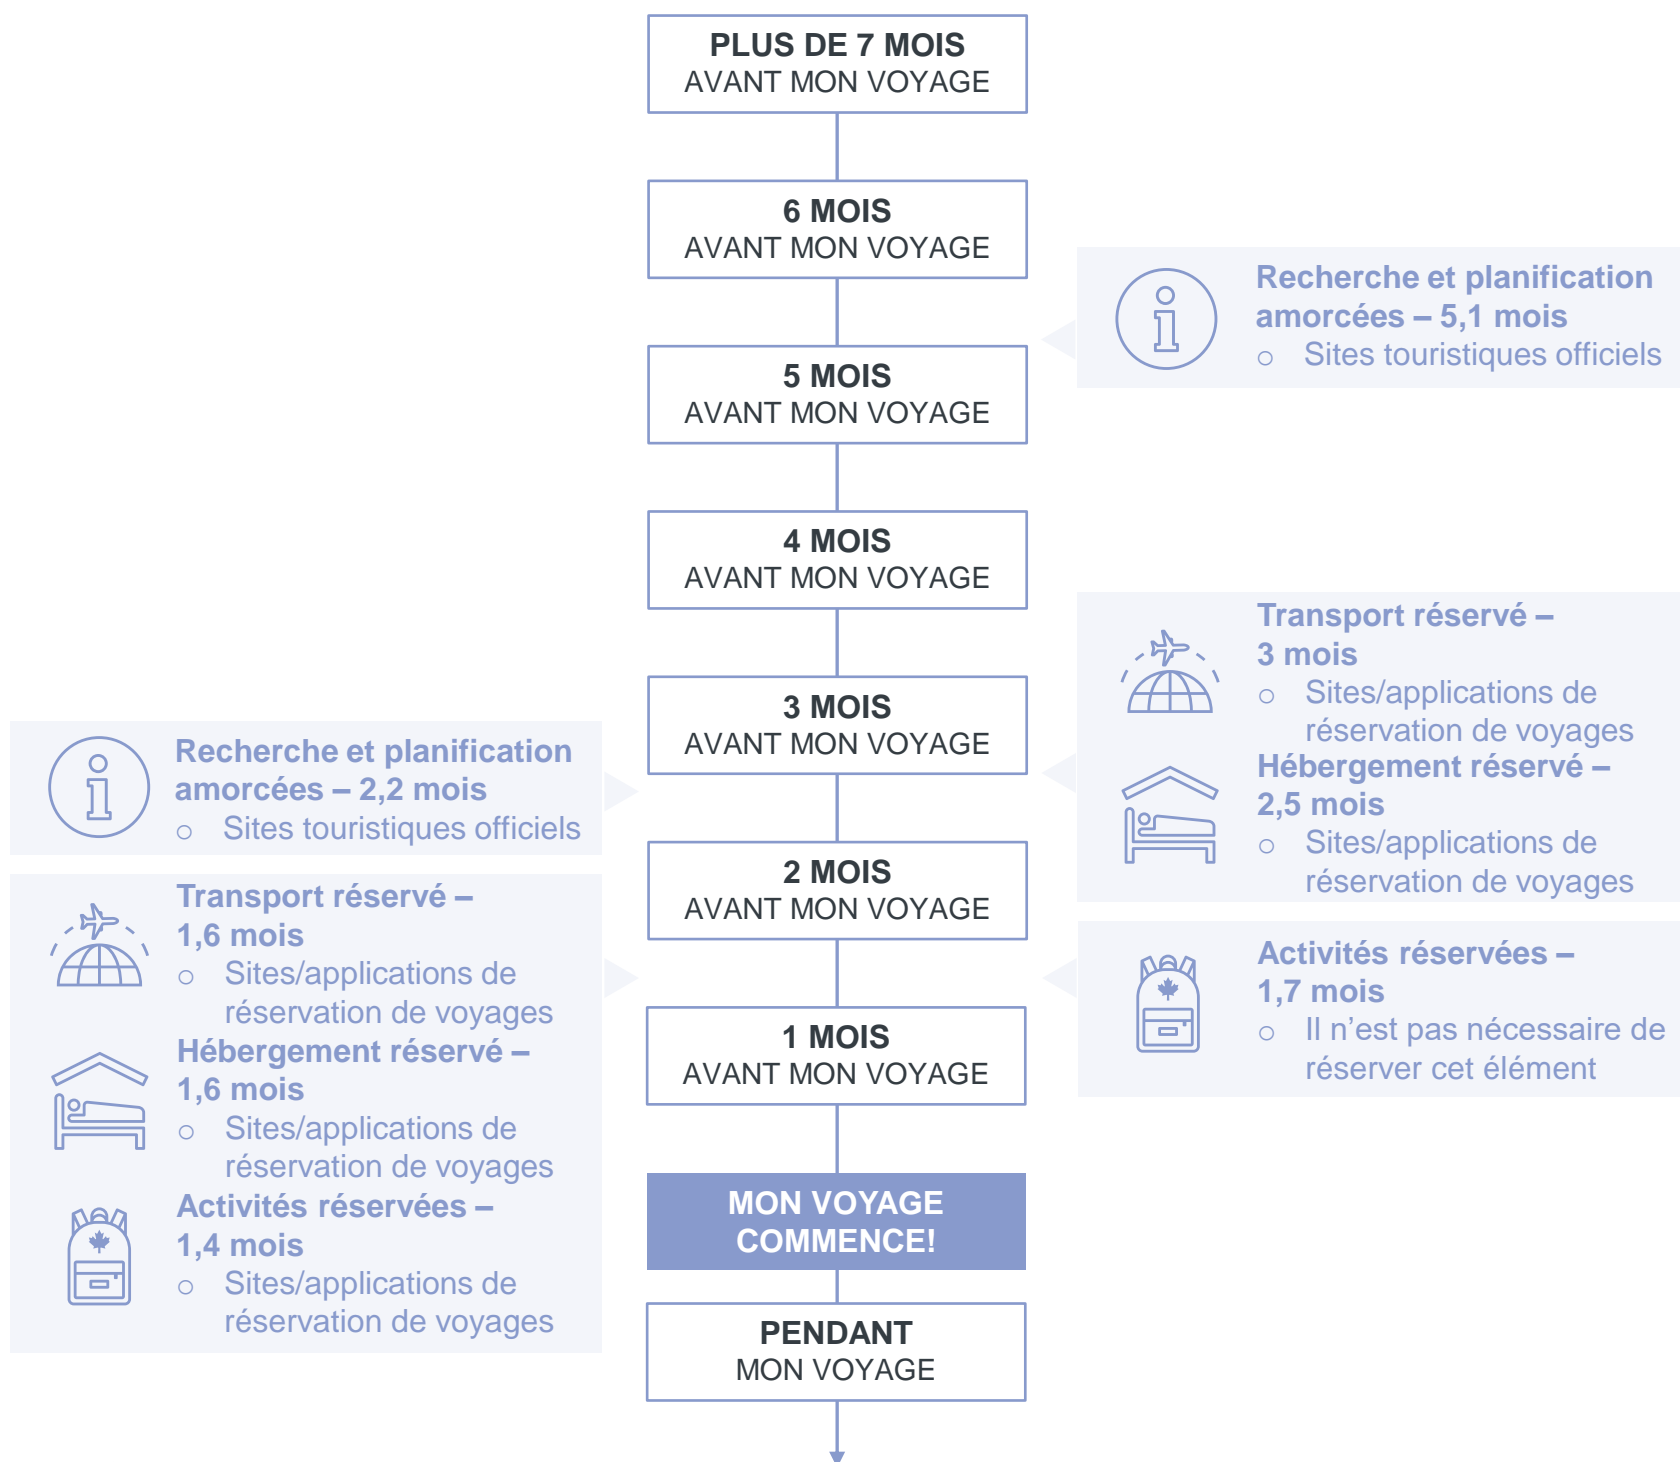 PLUS DE 7 MOIS
AVANT MON VOYAGE
6 MOIS
AVANT MON VOYAGE
Recherche et planification
amorcées – 5,1 mois
o Sites touristiques officiels
5 MOIS
AVANT MON VOYAGE
4 MOIS
AVANT MON VOYAGE
Transport réservé –
3 mois
o Sites/applications de
réservation de voyages
Hébergement réservé –
2,5 mois
o Sites/applications de
réservation de voyages
3 MOIS
AVANT MON VOYAGE
Recherche et planification
amorcées – 2,2 mois
o Sites touristiques officiels
2 MOIS
AVANT MON VOYAGE
Transport réservé –
1,6 mois
o Sites/applications de
réservation de voyages
Hébergement réservé –
1,6 mois
o Sites/applications de
réservation de voyages
Activités réservées –
1,4 mois
o Sites/applications de
réservation de voyages
Activités réservées –
1,7 mois
o Il n’est pas nécessaire de
réserver cet élément
1 MOIS
AVANT MON VOYAGE
MON VOYAGE
COMMENCE!
PENDANT
MON VOYAGE